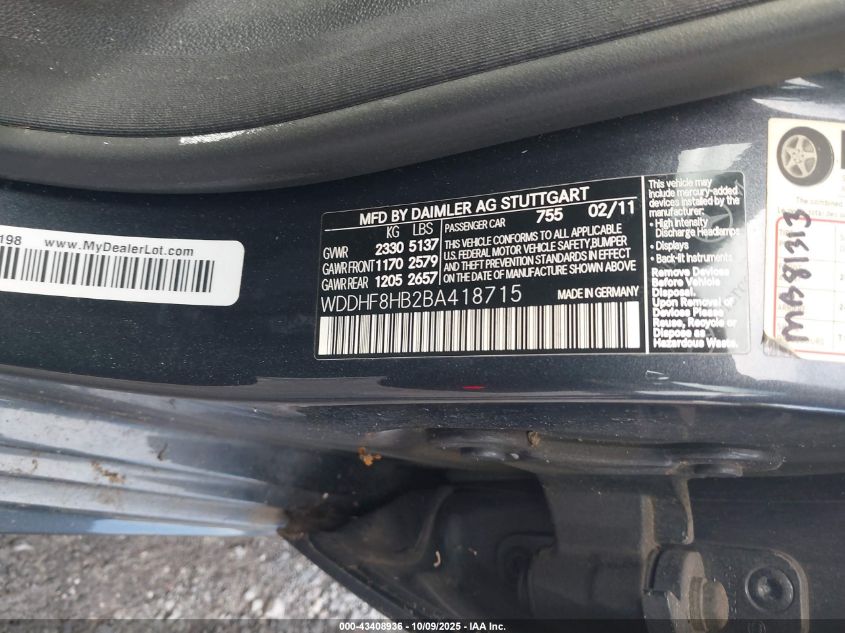 198
www.MyDealerLot.com
MFD BY DAIMLER AG STUTTGART
KG LBS
GVWR 2330 5137
GAWR FRONT 1170 2579
GAWR REAR 1205 2657
PASSENGER CAR 755 02/11
THIS VEHICLE CONFORMS TO ALL APPLICABLE
U.S. FEDERAL MOTOR VEHICLE SAFETY, BUMPER
AND THEFT PREVENTION STANDARDS IN EFFECT
ON THE DATE OF MANUFACTURE SHOWN ABOVE
WDDHF8HB2BA418715
MADE IN GERMANY
This vehicle may
include mercury-added
devices installed by the
manufacturer:
• High Intensity
Discharge Headlamps
• Displays
• Back-lit Instruments
Remove Devices
Before Vehicle
Disposal.
Devices Please
Reuse, Recycle or
Dispose as
Hazardous Waste.
The combined
MB81313
000-43408936 - 10/09/2025 - IAA Inc.